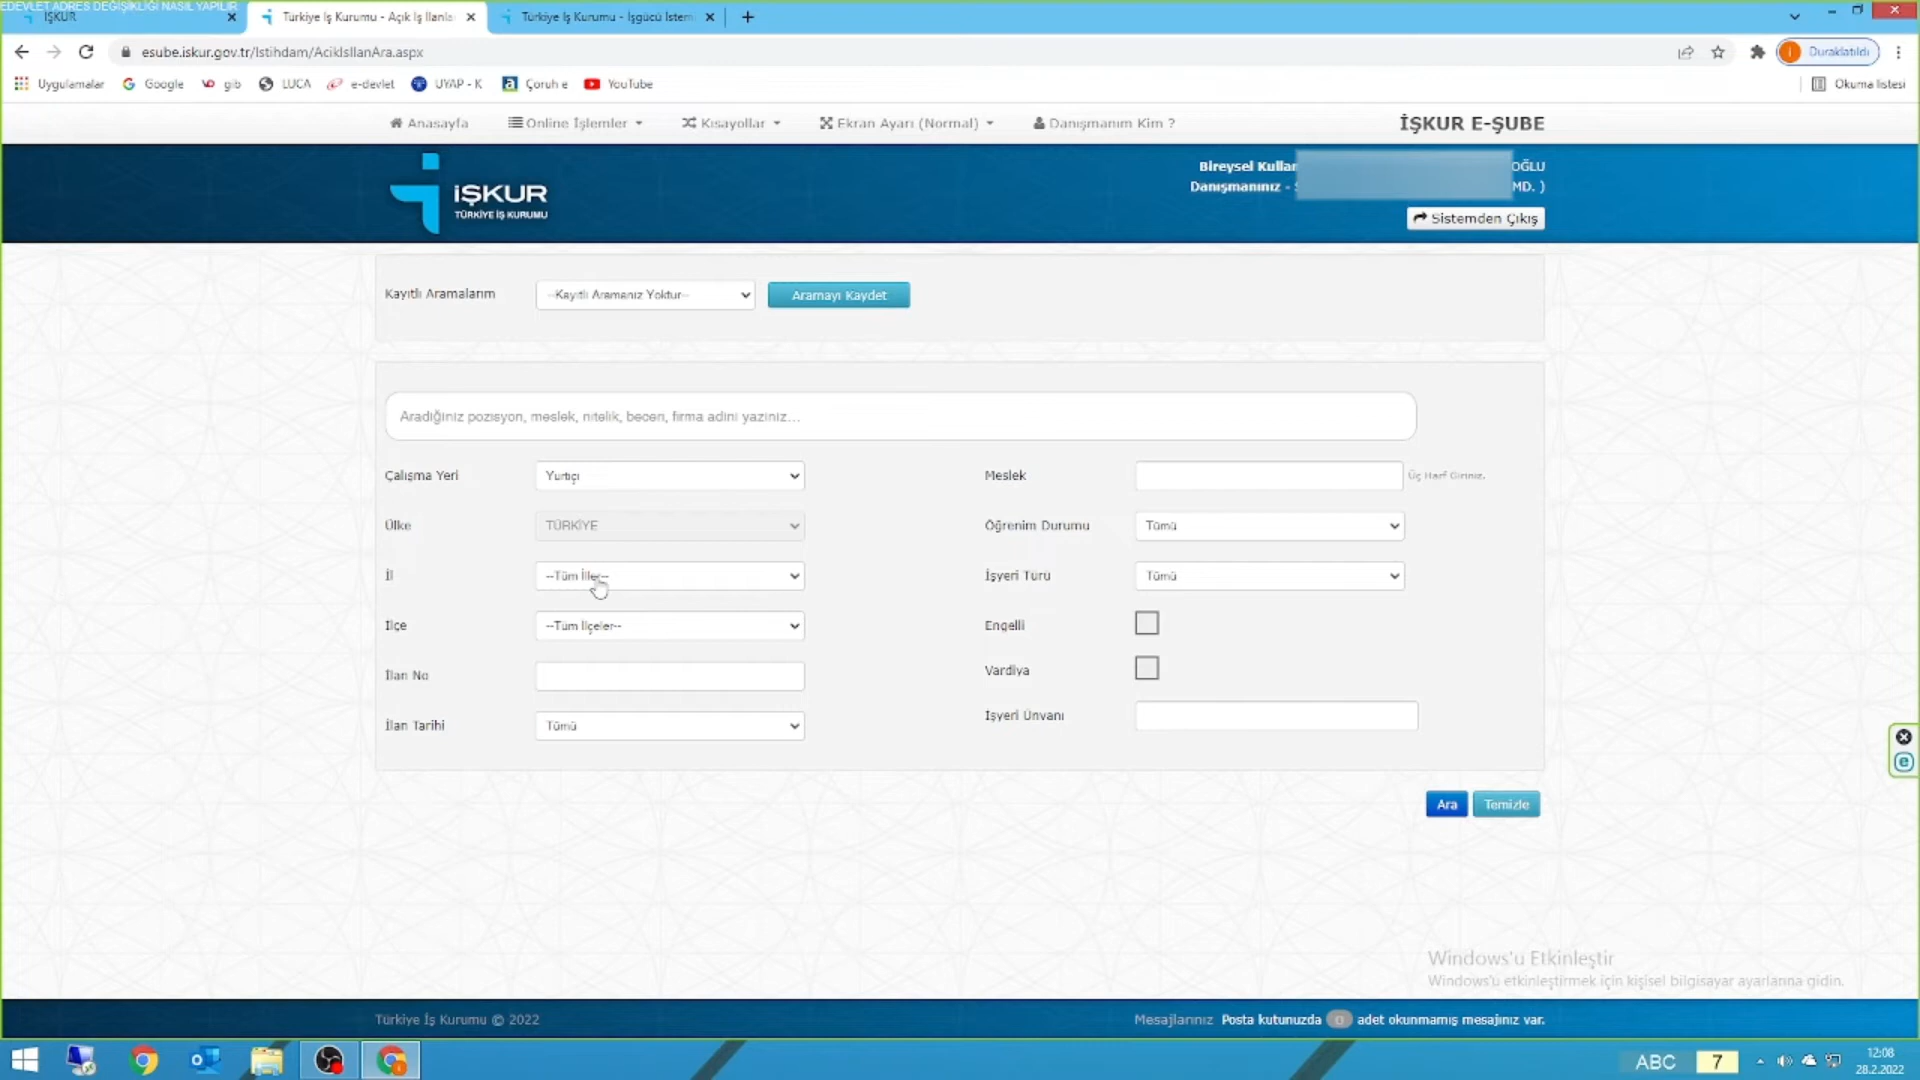 EDEVLET ADRES DEĞİŞİKLİĞİ NASIL YAPILIR
İŞKUR
Türkiye İş Kurumu - Açık İş İlanla
Türkiye İş Kurumu - İşgücü İstem
esube.iskur.gov.tr/Istihdam/AcikIsIlanAra.aspx
Duraklatıldı
Uygulamalar
Google
gib
LUCA
e-devlet
UYAP - K
Çoruh e
YouTube
Okuma listesi
Anasayfa
Online İşlemler
Kısayollar
Ekran Ayarı (Normal)
Danışmanım Kim ?
İŞKUR E-ŞUBE
İŞKUR
TÜRKİYE İŞ KURUMU
Bireysel Kullan
OĞLU
Danışmanınız - S
MD. )
Sistemden Çıkış
Kayıtlı Aramalarım
--Kayıtlı Aramanız Yoktur--
Aramayı Kaydet
Aradığınız pozisyon, meslek, nitelik, beceri, firma adını yazınız...
Çalışma Yeri
Yurtiçi
Meslek
Üç Harf Giriniz.
Ülke
TÜRKİYE
Öğrenim Durumu
Tümü
İl
--Tüm İller--
İşyeri Türü
Tümü
İlçe
--Tüm İlçeler--
Engelli
İlan No
Vardiya
İlan Tarihi
Tümü
İşyeri Ünvanı
Ara
Temizle
Windows'u Etkinleştir
Windows'u etkinleştirmek için kişisel bilgisayar ayarlarına gidin.
Türkiye İş Kurumu © 2022
Mesajlarınız Posta kutunuzda 0 adet okunmamış mesajınız var.
ABC
7
12:08
28.2.2022